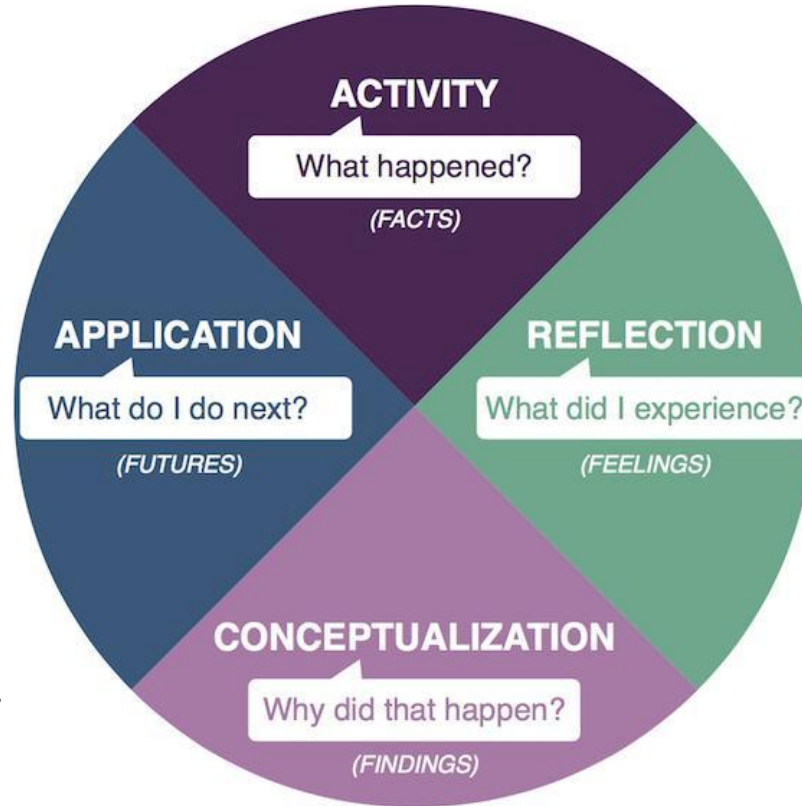 ACTIVITY
What happened?
(FACTS)
APPLICATION
What do I do next?
(FUTURES)
REFLECTION
What did I experience?
(FEELINGS)
CONCEPTUALIZATION
Why did that happen?
(FINDINGS)